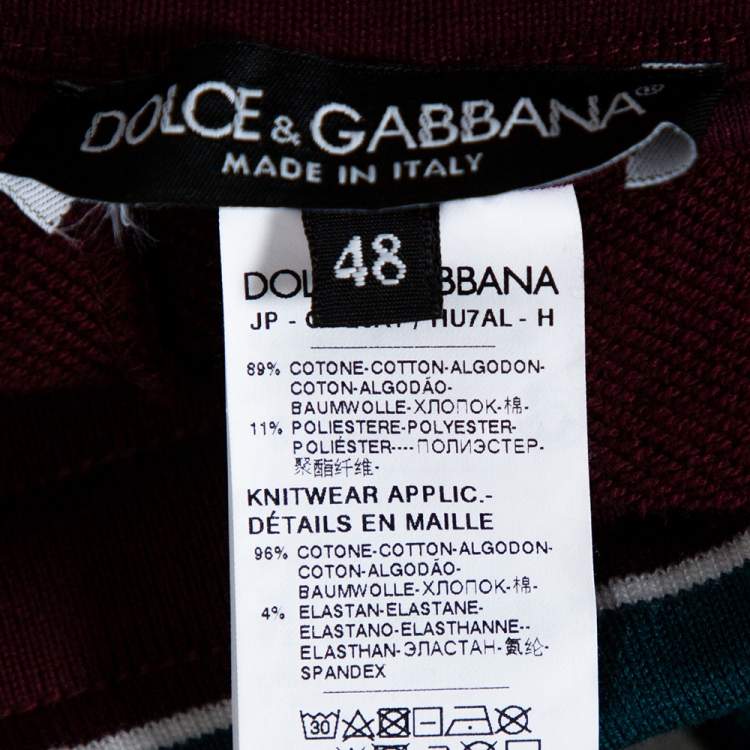 DOLCE & GABBANA®
MADE IN ITALY
48
JP - HU7AL - H
89% COTONE-COTTON-ALGODON-
COTON-ALGODÃO-
BAUMWOLLE-ХЛОПОК-棉-
11% POLIESTERE-POLYESTER-
POLIÉSTER----ПОЛИЭСТЕР-
聚酯纤维-
KNITWEAR APPLIC.-
DÉTAILS EN MAILLE
96% COTONE-COTTON-ALGODON-
COTON-ALGODÃO-
BAUMWOLLE-ХЛОПОК-棉-
4% ELASTAN-ELASTANE-
ELASTANO-ELASTHANNE--
ELASTHAN-ЭЛАСТАН-氨纶-
SPANDEX
30